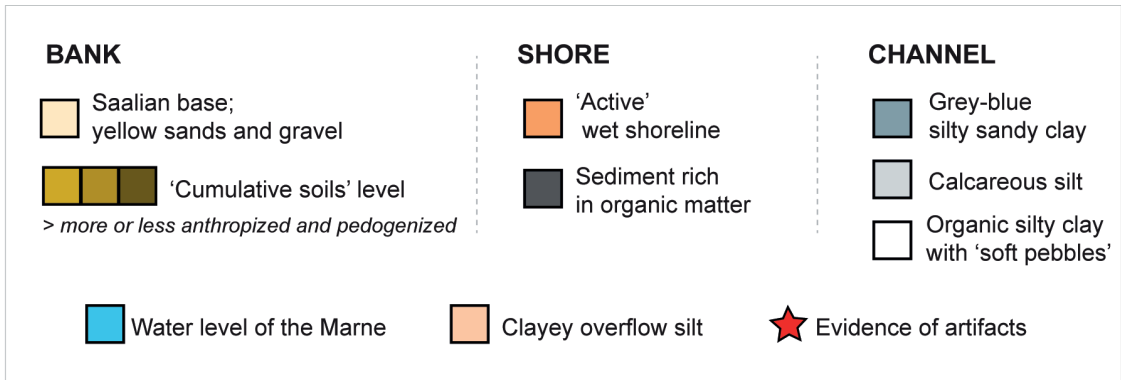 BANK
Saalian base;
yellow sands and gravel
‘Cumulative soils’ level
> more or less anthropized and pedogenized
SHORE
‘Active’
wet shoreline
Sediment rich
in organic matter
CHANNEL
Grey-blue
silty sandy clay
Calcareous silt
Organic silty clay
with ‘soft pebbles’
Water level of the Marne
Clayey overflow silt
Evidence of artifacts